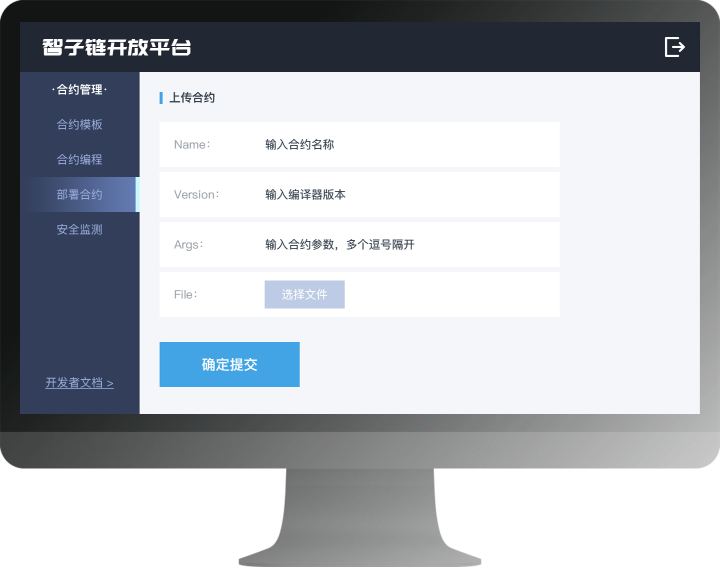 智子链开放平台
·合约管理·
合约模板
合约编程
部署合约
安全监测
开发者文档 >
上传合约
Name: 输入合约名称
Version: 输入编译器版本
Args: 输入合约参数，多个逗号隔开
File: 选择文件
确定提交